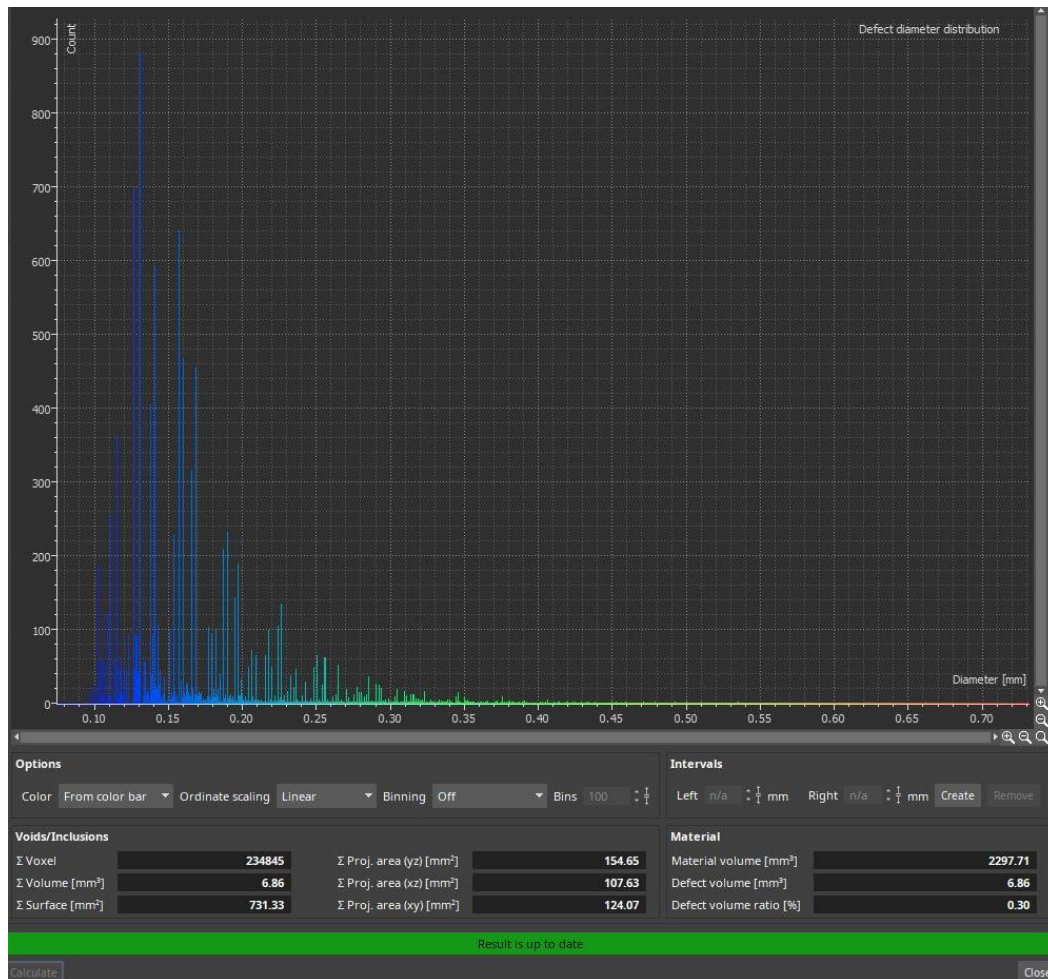 Defect diameter distribution
Count
900
800
700
600
500
400
300
200
100
0
0.10 0.15 0.20 0.25 0.30 0.35 0.40 0.45 0.50 0.55 0.60 0.65 0.70
Diameter [mm]
Options
Color From color bar Ordinate scaling Linear Binning Off Bins 100
Intervals
Left n/a mm Right n/a mm Create Remove
Voids/Inclusions
Σ Voxel 234845 Σ Proj. area (yz) [mm²] 154.65
Σ Volume [mm³] 6.86 Σ Proj. area (xz) [mm²] 107.63
Σ Surface [mm²] 731.33 Σ Proj. area (xy) [mm²] 124.07
Material
Material volume [mm³] 2297.71
Defect volume [mm³] 6.86
Defect volume ratio [%] 0.30
Result is up to date
Calculate Close